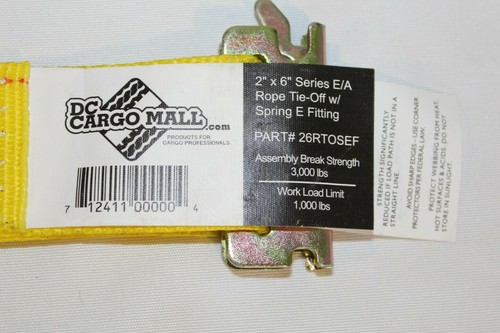 DC
CARGO MALL.com
PRODUCTS FOR
CARGO PROFESSIONALS
7 12411 00000 4
2" x 6" Series E/A
Rope Tie-Off w/
Spring E Fitting
PART# 26RTOSEF
Assembly Break Strength
3,000 lbs
Work Load Limit
1,000 lbs
STRENGTH SIGNIFICANTLY
REDUCED IF LOAD PATH IS NOT IN A
STRAIGHT LINE.
AVOID SHARP EDGES - USE CORNER
PROTECTORS PER FEDERAL LAW.
PROTECT WEBBING FROM HEAT.
HOT SURFACES & ACIDS. DO NOT
STORE IN SUNLIGHT.